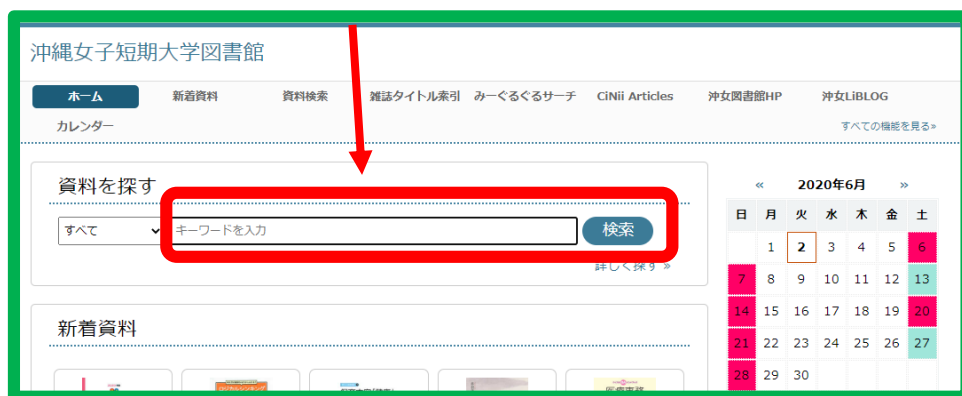 沖縄女子短期大学図書館
ホーム 新着資料 資料検索 雑誌タイトル索引 みーぐるぐるサーチ CiNii Articles 沖女図書館HP 沖女LiBLOG
カレンダー すべての機能を見る»
資料を探す
すべて キーワードを入力 検索
詳しく探す »
新着資料
« 2020年6月 »
日 月 火 水 木 金 土
1 2 3 4 5 6
7 8 9 10 11 12 13
14 15 16 17 18 19 20
21 22 23 24 25 26 27
28 29 30